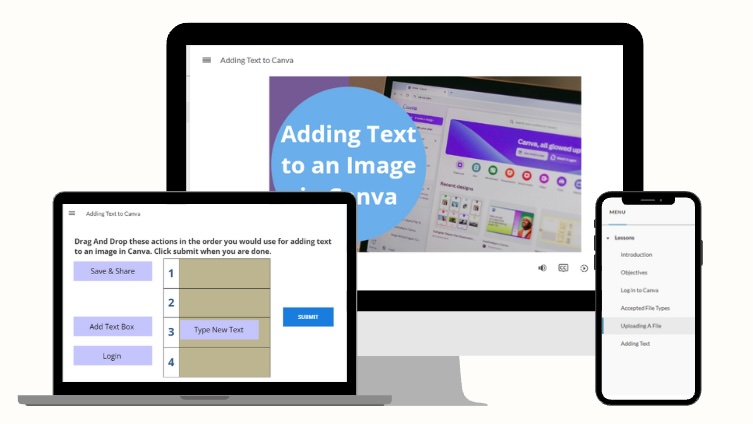 Adding Text to Canva
Adding Text
to an Image
Canva
Canva, all glowed up
Recent designs
Adding Text to Canva
Drag And Drop these actions in the order you would use for adding text
to an image in Canva. Click submit when you are done.
Save & Share
Add Text Box
Login
1
2
3
4
Type New Text
SUBMIT
MENU
Lessons
Introduction
Objectives
Log In to Canva
Accepted File Types
Uploading A File
Adding Text